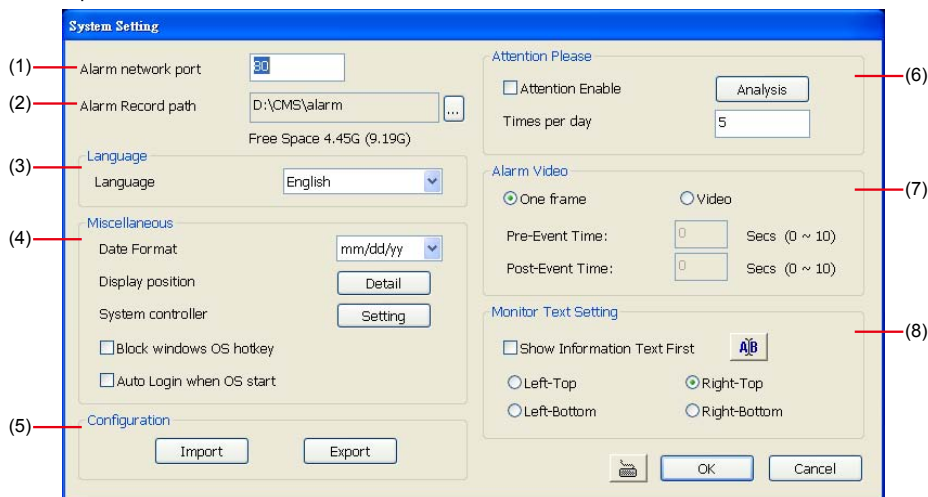 System Setting
(1)
Alarm network port
80
(2)
Alarm Record path
D:\CMS\alarm
...
Free Space 4.45G (9.19G)
(3)
Language
Language
English
(4)
Miscellaneous
Date Format
mm/dd/yy
Display position
Detail
System controller
Setting
Block windows OS hotkey
Auto Login when OS start
(5)
Configuration
Import
Export
Attention Please
(6)
Attention Enable
Analysis
Times per day
5
Alarm Video
(7)
One frame
Video
Pre-Event Time:
0
Secs (0 ~ 10)
Post-Event Time:
0
Secs (0 ~ 10)
Monitor Text Setting
(8)
Show Information Text First
AB
Left-Top
Right-Top
Left-Bottom
Right-Bottom
OK
Cancel